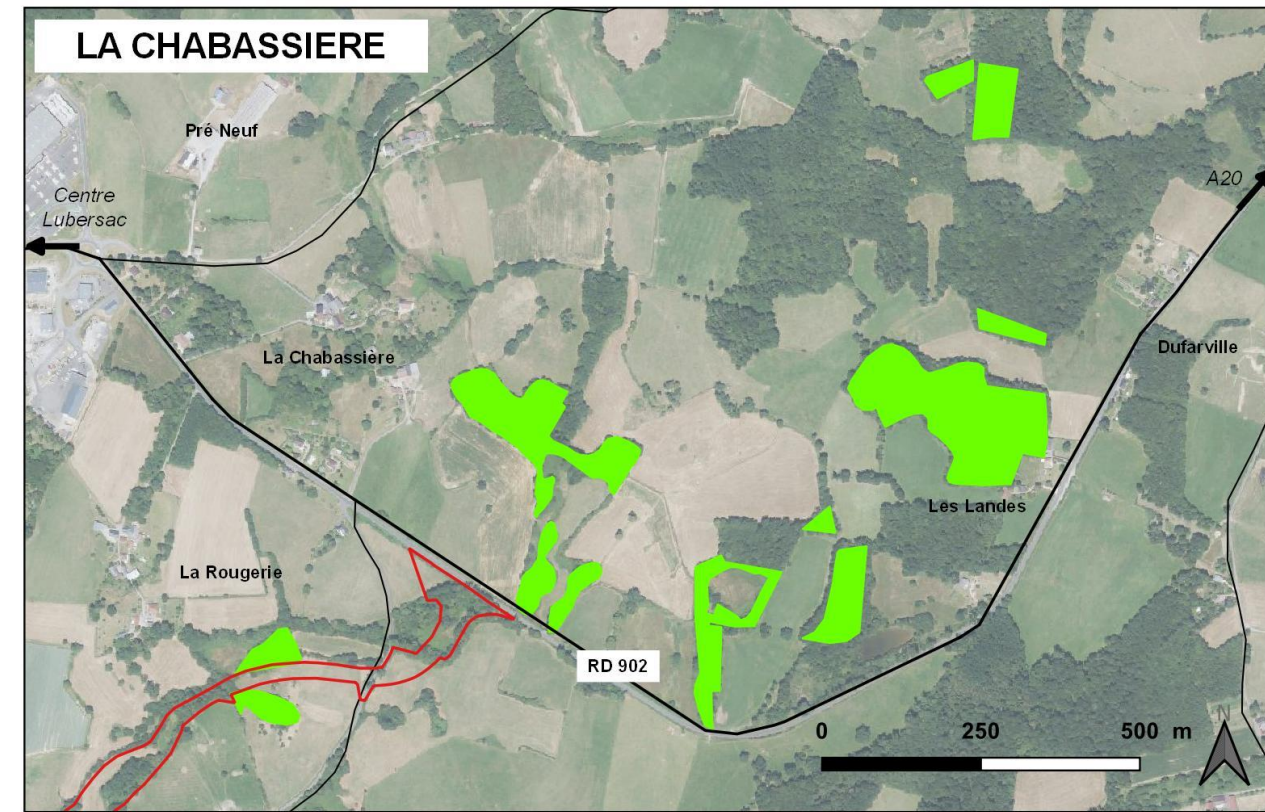 LA CHABASSIERE
Pré Neuf
A20
Centre
Lubersac
La Chabassière
Dufarville
Les Landes
La Rougerie
RD 902
0 250 500 m
N